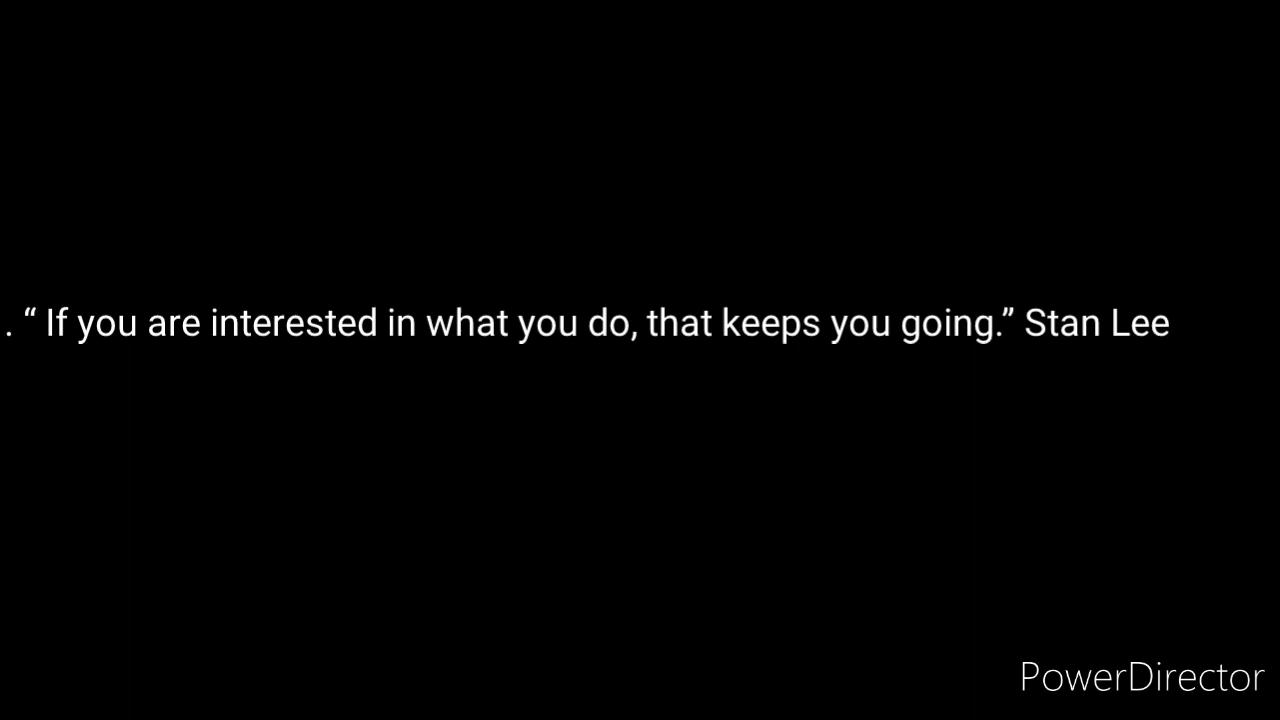 . “ If you are interested in what you do, that keeps you going.” Stan Lee
PowerDirector